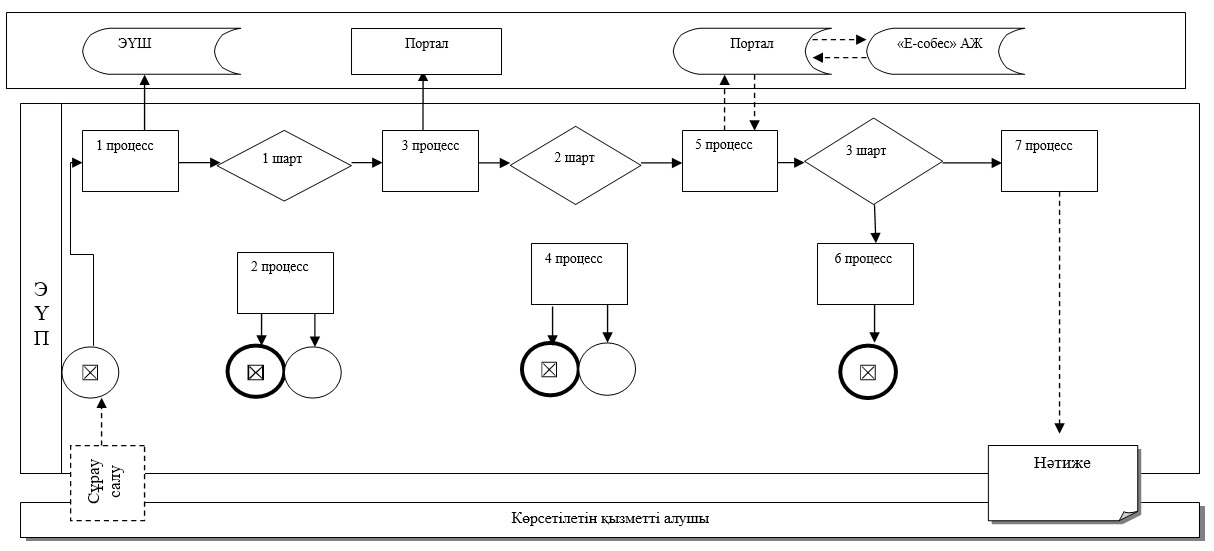 ЭҮШ
Портал
Портал
«Е-собес» АЖ
1 процесс
1 шарт
3 процесс
2 шарт
5 процесс
3 шарт
7 процесс
2 процесс
4 процесс
6 процесс
Э
Ү
П
Сұрау
салу
Нәтиже
Көрсетілетін қызметті алушы